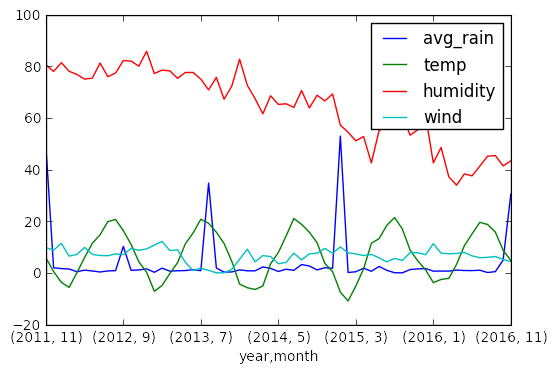 100
80
60
40
20
0
−20
avg_rain
temp
humidity
wind
(2011, 11) (2012, 9) (2013, 7) (2014, 5) (2015, 3) (2016, 1) (2016, 11)
year,month